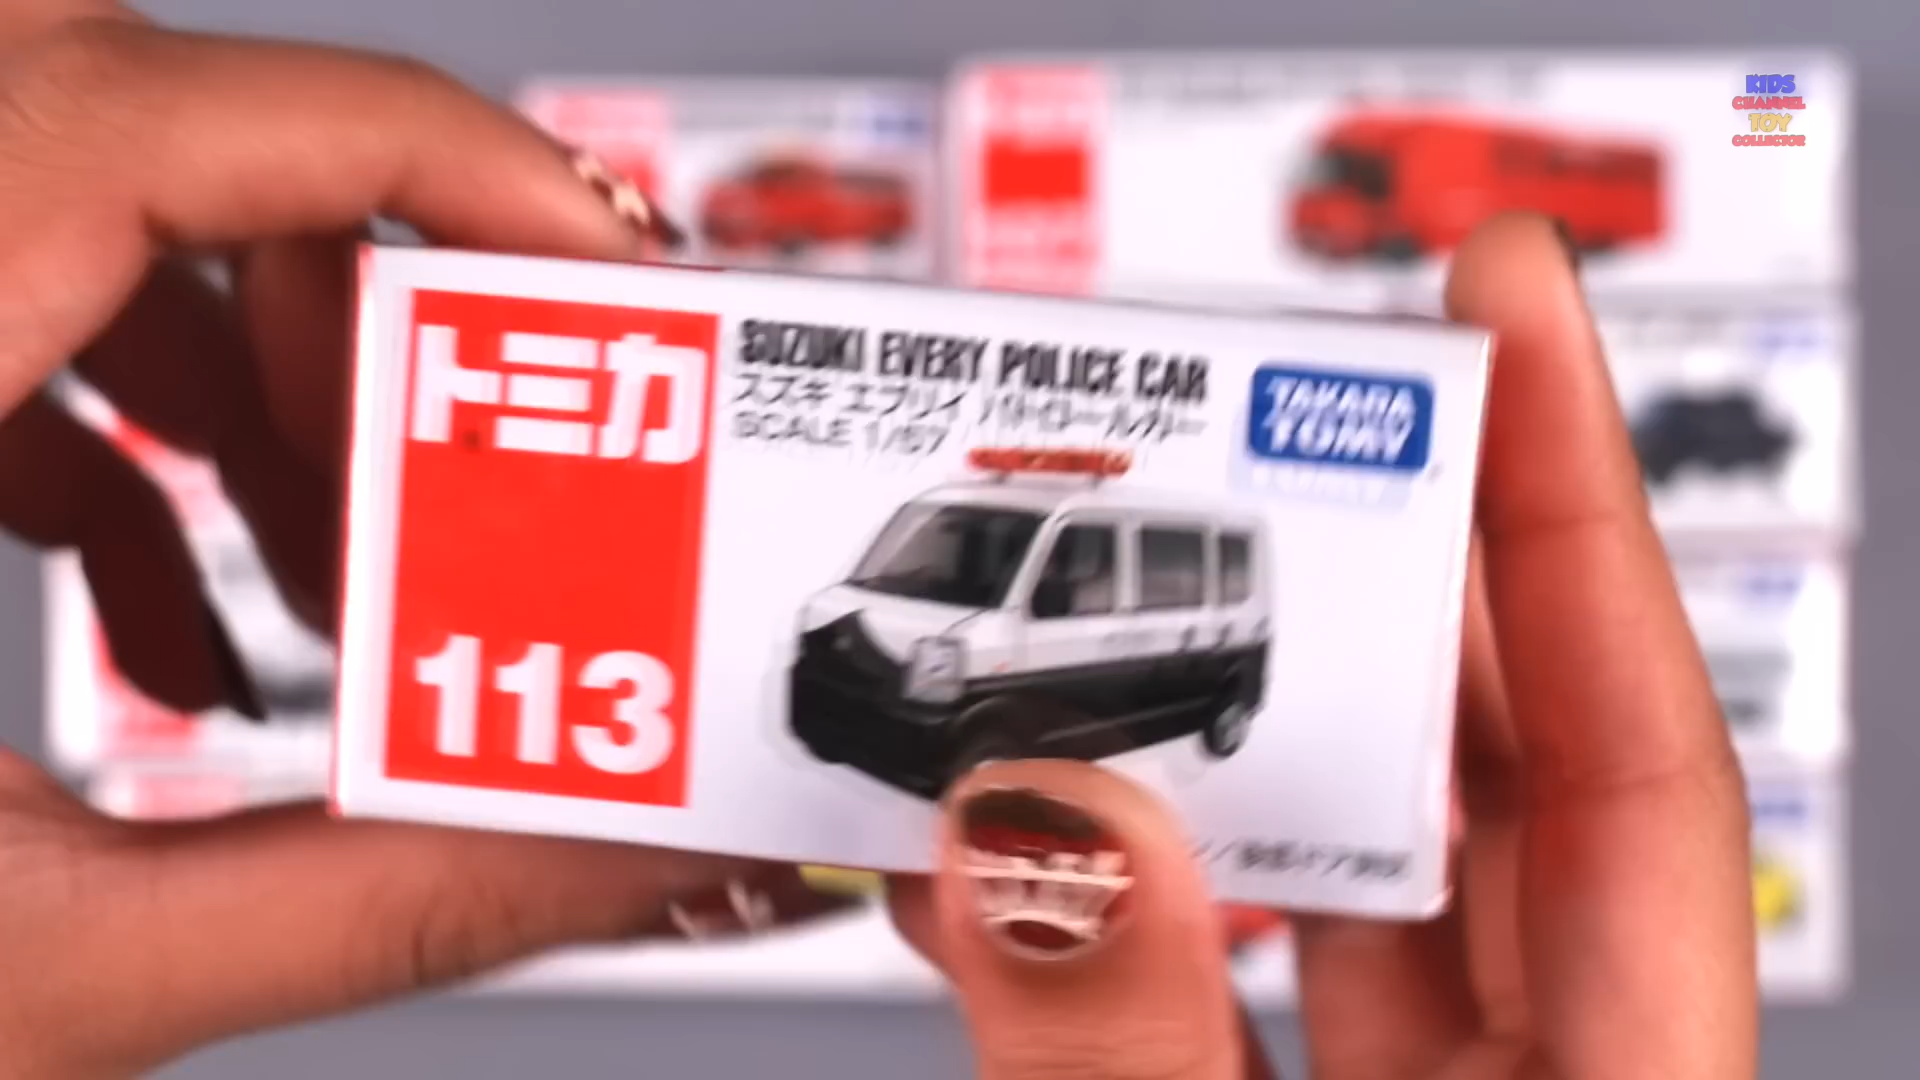 KIDS
CHANNEL
TOY
COLLECTOR
トミカ
113
SUZUKI EVERY POLICE CAR
スズキ エブリイ パトロールカー
SCALE 1/67
TAKARA
TOMY